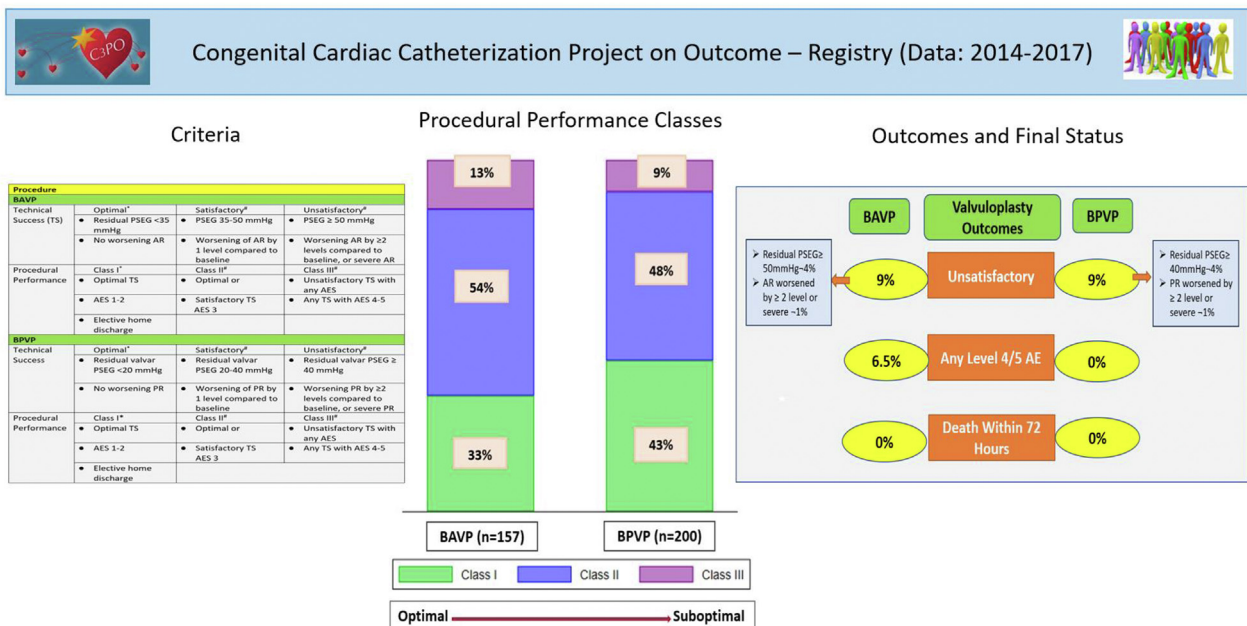 C3PO
Congenital Cardiac Catheterization Project on Outcome – Registry (Data: 2014-2017)
Criteria
Procedure
BAVP
Technical Success (TS)
Optimal*
Satisfactory#
Unsatisfactory#
● Residual PSEG <35 mmHg
● PSEG 35-50 mmHg
● PSEG ≥ 50 mmHg
● No worsening AR
● Worsening of AR by 1 level compared to baseline
● Worsening AR by ≥2 levels compared to baseline, or severe AR
Procedural Performance
Class I*
Class II#
Class III#
● Optimal TS
● Optimal or
● Unsatisfactory TS with any AES
● AES 1-2
● Satisfactory TS AES 3
● Any TS with AES 4-5
● Elective home discharge
BPVP
Technical Success
Optimal*
Satisfactory#
Unsatisfactory#
● Residual valvar PSEG <20 mmHg
● Residual valvar PSEG 20-40 mmHg
● Residual valvar PSEG ≥ 40 mmHg
● No worsening PR
● Worsening of PR by 1 level compared to baseline
● Worsening PR by ≥2 levels compared to baseline, or severe PR
Procedural Performance
Class I*
Class II#
Class III#
● Optimal TS
● Optimal or
● Unsatisfactory TS with any AES
● AES 1-2
● Satisfactory TS AES 3
● Any TS with AES 4-5
● Elective home discharge
Procedural Performance Classes
13%
54%
33%
9%
48%
43%
BAVP (n=157)
BPVP (n=200)
Class I
Class II
Class III
Optimal
Suboptimal
Outcomes and Final Status
BAVP
Valvuloplasty
Outcomes
BPVP
➢ Residual PSEG≥
50mmHg~4%
➢ AR worsened
by ≥ 2 level or
severe ~1%
9%
Unsatisfactory
9%
➢ Residual PSEG≥
40mmHg~4%
➢ PR worsened by
≥ 2 level or
severe ~1%
6.5%
Any Level 4/5 AE
0%
0%
Death Within 72
Hours
0%